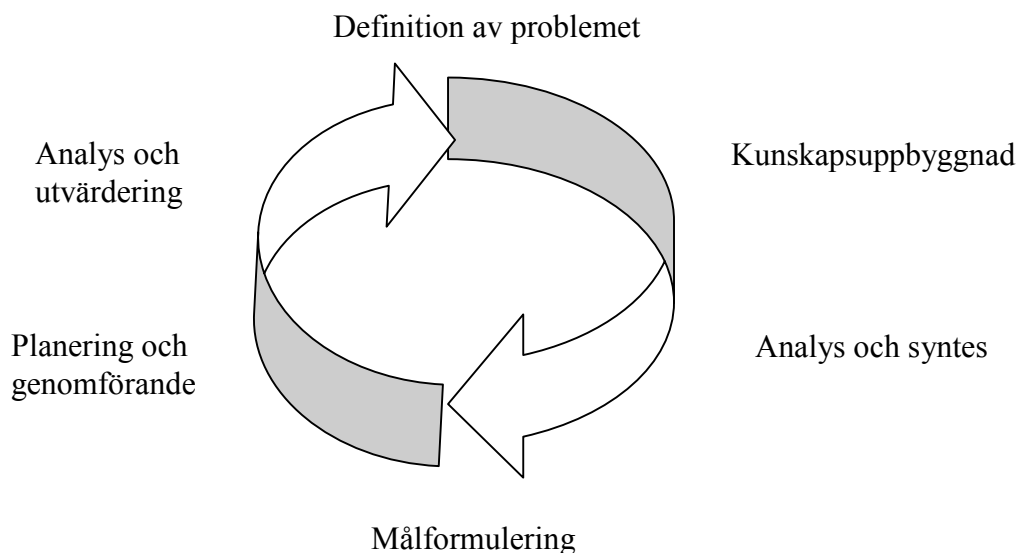 Definition av problemet
Analys och
utvärdering
Kunskapsuppbyggnad
Planering och
genomförande
Analys och syntes
Målformulering